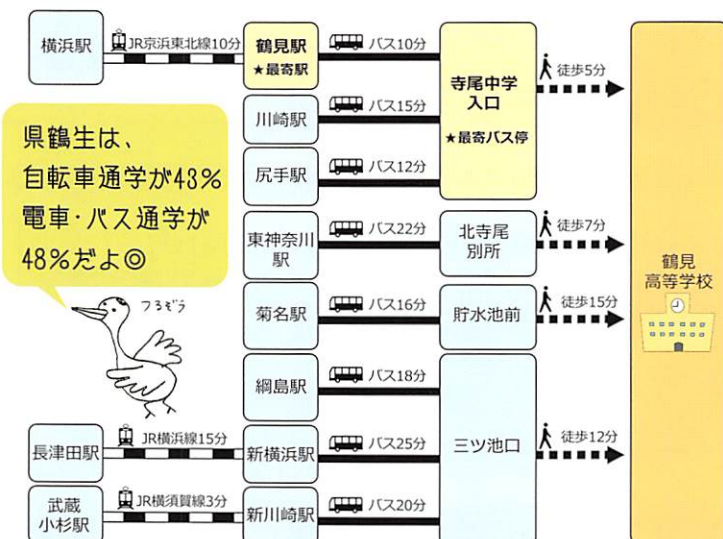 横浜駅
JR京浜東北線10分
鶴見駅
★最寄駅
バス10分
寺尾中学
入口
★最寄バス停
徒歩5分
川崎駅
バス15分
尻手駅
バス12分
県鶴生は、
自転車通学が43%
電車・バス通学が
48%だよ◎
つるぞう
東神奈川
駅
バス22分
北寺尾
別所
徒歩7分
菊名駅
バス16分
貯水池前
徒歩15分
鶴見
高等学校
綱島駅
バス18分
三ツ池口
徒歩12分
長津田駅
JR横浜線15分
新横浜駅
バス25分
武蔵
小杉駅
JR横須賀線3分
新川崎駅
バス20分